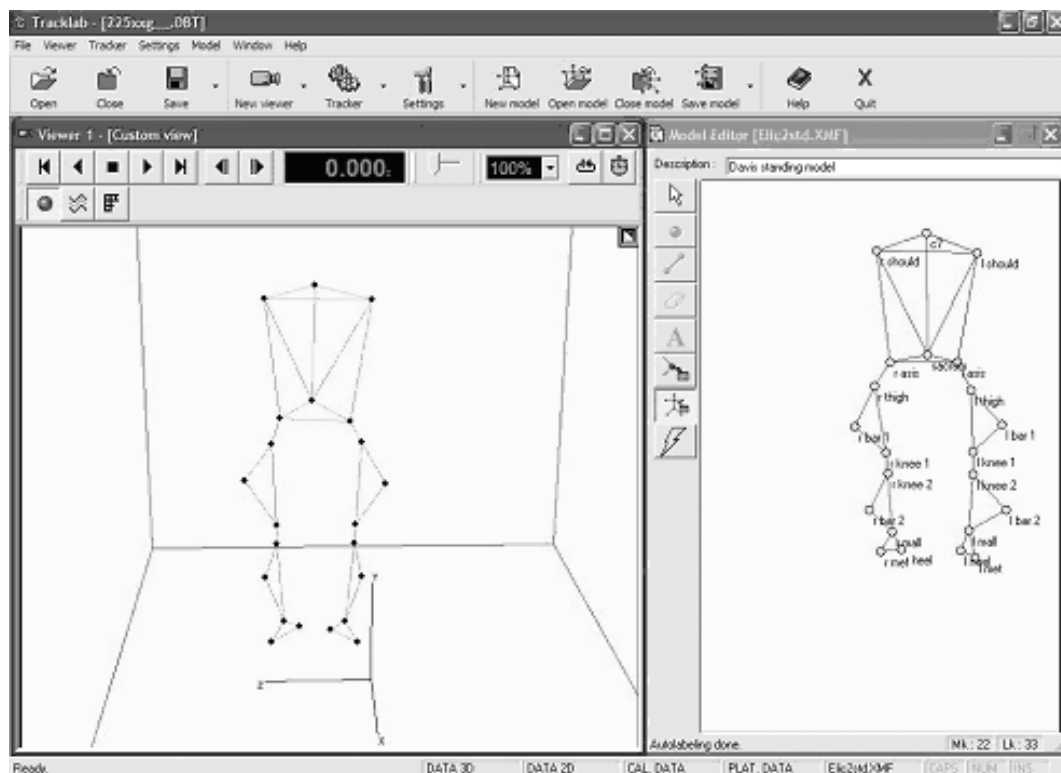 Tracklab - [225xxg__.OBT]
File Viewer Tracker Settings Model Window Help
Open Close Save New viewer Tracker Settings New model Open model Close model Save model Help Quit
Viewer 1 - [Custom view]
Model Editor [Elic2std.XMF]
0.000s 100%
Description : Davis standing model
A
c7
r should l should
sacrum
r asis l asis
r thigh l thigh
r bar 1 l bar 1
r knee 1 l knee 1
r knee 2 l knee 2
r bar 2 l bar 2
l mall
r met heel l heel l met
Y
Z
X
Autolabeling done. Mk : 22 Lk : 33
Ready. DATA 3D DATA 2D CAL. DATA PLAT. DATA Elic2std.XMF CAPS NUM INS